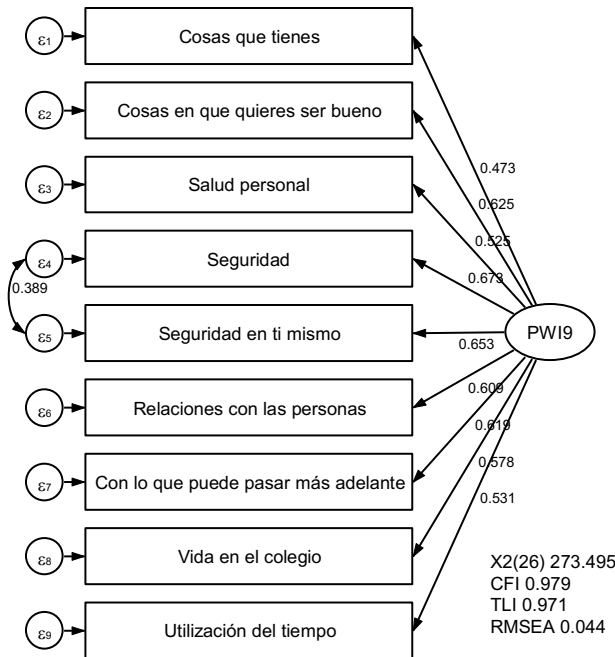 ε1
Cosas que tienes
ε2
Cosas en que quieres ser bueno
ε3
Salud personal
ε4
Seguridad
0.389
ε5
Seguridad en ti mismo
ε6
Relaciones con las personas
ε7
Con lo que puede pasar más adelante
ε8
Vida en el colegio
ε9
Utilización del tiempo
0.473
0.625
0.525
0.673
0.653
0.609
0.619
0.578
0.531
PWI9
X2(26) 273.495
CFI 0.979
TLI 0.971
RMSEA 0.044